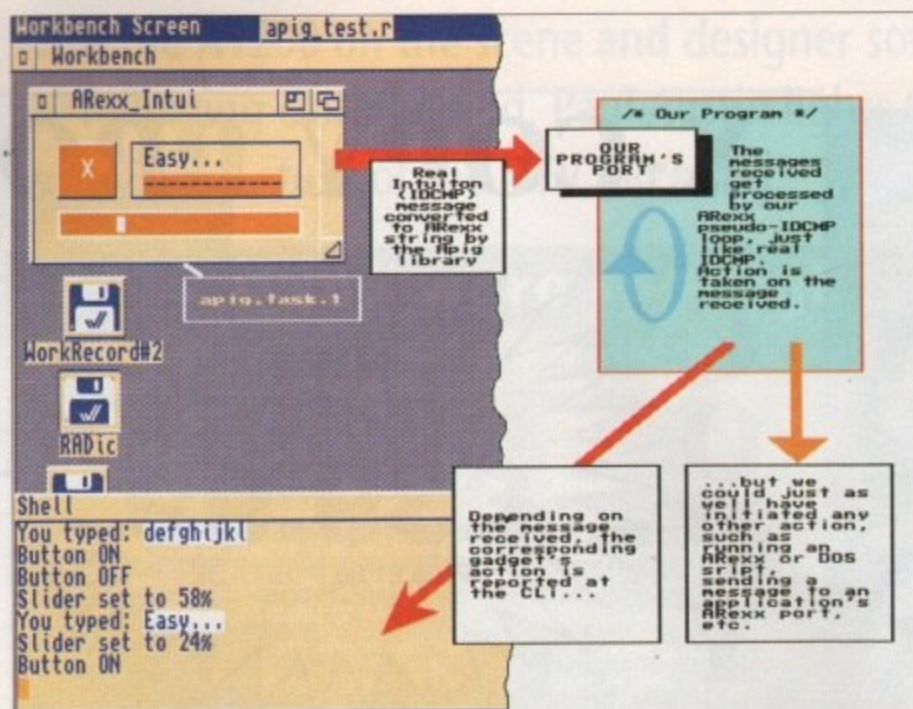 Workbench Screen
apig_test.r
Workbench
ARexx_Intui
X
Easy...
WorkRecord#2
RADic
apig.task.1
Shell
You typed: defghijkl
Button ON
Button OFF
Slider set to 58%
You typed: Easy...
Slider set to 24%
Button ON
Real
Intuiton
(IDCMP)
message
converted
to ARexx
string by
the Apig
library
OUR
PROGRAM'S
PORT
/* Our Program */
The
messages
received
get
processed
by our
ARexx
pseudo-IDCMP
loop, just
like real
IDCMP.
Action is
taken on the
message
received.
Depending on
the message
received, the
corresponding
gadget's
action is
reported at
the CLI...
...but we
could just as
well have
initiated any
other action,
such as
running an
ARexx or DOS
sript,
sending a
message to an
application's
ARexx port,
etc.